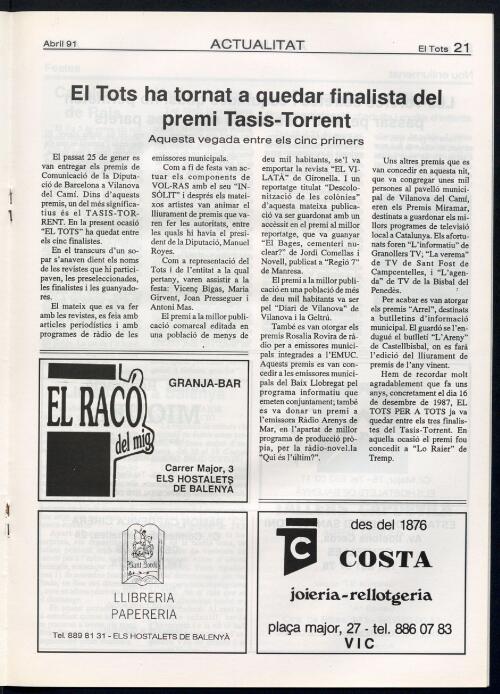 Abril 91
ACTUALITAT
El Tots 21
El Tots ha tornat a quedar finalista del
premi Tasis-Torrent
Aquesta vegada entre els cinc primers
El passat 25 de gener es
van entregar els premis de
Comunicació de la Diputa-
ció de Barcelona a Vilanova
del Camí. Dins d'aquests
premis, un del més significa-
tius és el TASIS-TOR-
RENT. En la present ocasió
"EL TOTS" ha quedat entre
els cinc finalistes.
En el transcurs d'un so-
par s'anaven dient els noms
de les revistes que hi partici-
paven, les preseleccionades,
les finalistes i les guanyado-
res.
El mateix que es va fer
amb les revistes, es feia amb
articles periodístics i amb
programes de ràdio de les
emissores municipals.
Com a fi de festa van ac-
tuar els components de
VOL-RAS amb el seu "IN-
SÒLIT" i després els matei-
xos artistes van animar el
lliurament de premis que va-
ren fer les autoritats, entre
les quals hi havia el presi-
dent de la Diputació, Manuel
Royes.
Com a representació del
Tots i de l'entitat a la qual
pertany, varen assistir a la
festa: Vicenç Bigas, Maria
Girvent, Joan Presseguer i
Antoni Mas.
El premi a la millor publi-
cació comarcal editada en
una població de menys de
deu mil habitants, se'l va
emportar la revista "EL VI-
LATÀ" de Gironella. I un
reportatge titulat "Descolo-
nització de les colònies"
d'aquesta mateixa publica-
ció va ser guardonat amb un
accèssit en el premi al millor
reportatge, que va guanyar
"El Bages, cementeri nu-
clear?" de Jordi Comellas i
Novell, publicat a "Regió 7"
de Manresa.
El premi a la millor publi-
cació en una població de més
de deu mil habitants va ser
pel "Diari de Vilanova" de
Vilanova i la Geltrú.
També es van otorgar els
premis Rosalia Rovira de rà-
dio per a emissores munici-
pals integrades a l'EMUC.
Aquests premis es van con-
cedir a les emissores munici-
pals del Baix Llobregat pel
programa informatiu que
emeten conjuntament; també
es va donar un premi a
l'emissora Ràdio Arenys de
Mar, en l'apartat de millor
programa de producció prò-
pia, per la ràdio-novel.la
"Qui és l'últim?".
Uns altres premis que es
van concedir en aquesta nit,
que va congregar unes mil
persones al pavelló munici-
pal de Vilanova del Camí,
eren els Premis Miramar,
destinats a guardonar els mi-
llors programes de televisió
local a Catalunya. Els afortu-
nats foren "L'informatiu" de
Granollers TV; "La verema"
de TV de Sant Fost de
Campcentelles, i "L'agen-
da" de TV de la Bisbal del
Penedès.
Per acabar es van atorgar
els premis "Arrel", destinats
a butlletins d'informació
municipal. El guardó se l'en-
dugué el butlletí "L'Areny"
de Castellbisbal, on es farà
l'edició del lliurament de
premis de l'any vinent.
Hem de recordar molt
agradablement que fa uns
anys, concretament el dia 16
de desembre de 1987, EL
TOTS PER A TOTS ja va
quedar entre els tres finalis-
tes del Tasis-Torrent. En
aquella ocasió el premi fou
concedit a "Lo Raier" de
Tremp.
GRANJA-BAR
EL RACÓ
del mig
Carrer Major, 3
ELS HOSTALETS
DE BALENYÀ
Sant Jordi
LLIBRERIA
PAPERERIA
Tel. 889 81 31 - ELS HOSTALETS DE BALENYÀ
des del 1876
C
COSTA
joieria-rellotgeria
plaça major, 27 - tel. 886 07 83
VIC